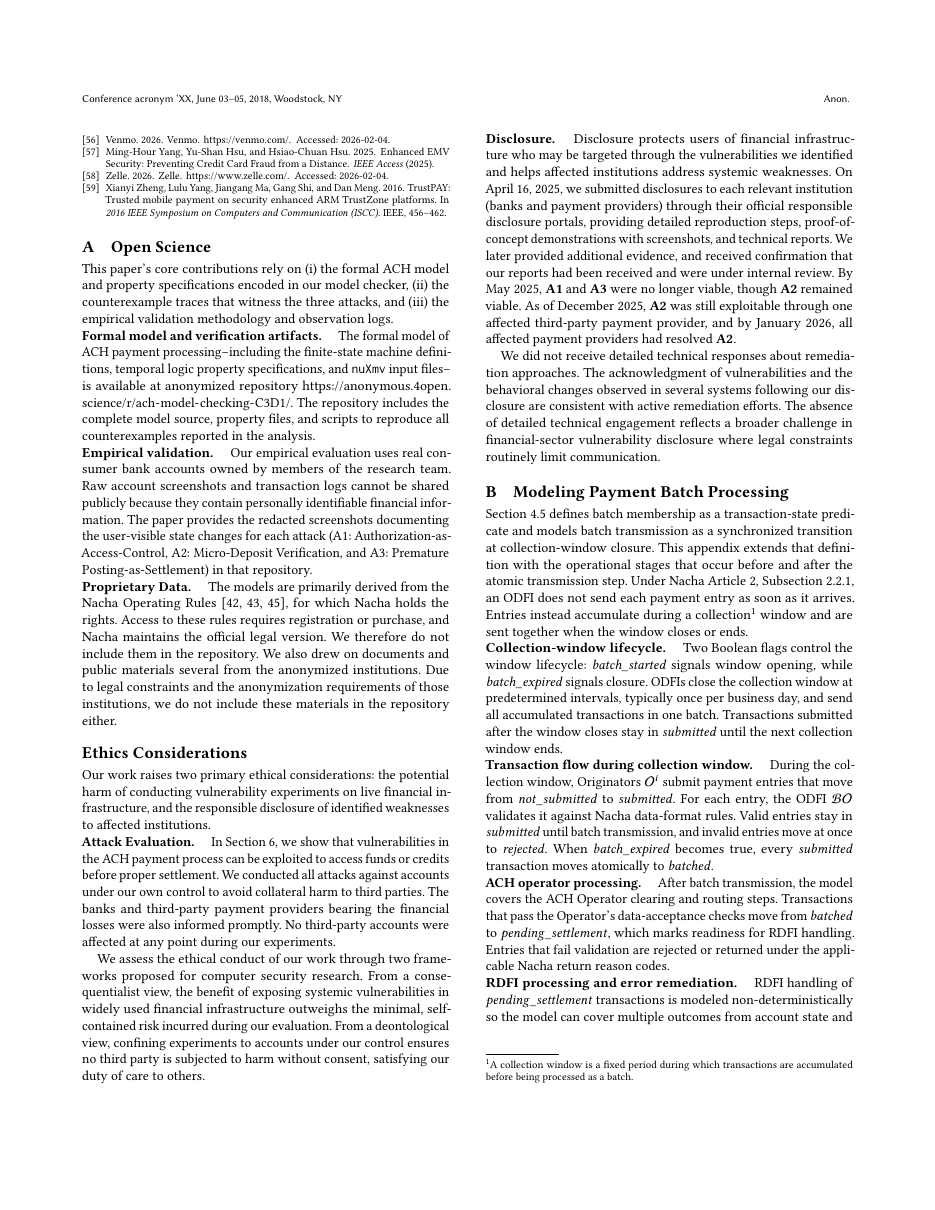 Conference acronym 'XX, June 03–05, 2018, Woodstock, NY
Anon.
[56] Venmo. 2026. Venmo. https://venmo.com/. Accessed: 2026-02-04.
[57] Ming-Hour Yang, Yu-Shan Hsu, and Hsiao-Chuan Hsu. 2025. Enhanced EMV
Security: Preventing Credit Card Fraud from a Distance. IEEE Access (2025).
[58] Zelle. 2026. Zelle. https://www.zelle.com/. Accessed: 2026-02-04.
[59] Xianyi Zheng, Lulu Yang, Jiangang Ma, Gang Shi, and Dan Meng. 2016. TrustPAY:
Trusted mobile payment on security enhanced ARM TrustZone platforms. In
2016 IEEE Symposium on Computers and Communication (ISCC). IEEE, 456–462.
A Open Science
This paper's core contributions rely on (i) the formal ACH model
and property specifications encoded in our model checker, (ii) the
counterexample traces that witness the three attacks, and (iii) the
empirical validation methodology and observation logs.
Formal model and verification artifacts. The formal model of
ACH payment processing–including the finite-state machine defini-
tions, temporal logic property specifications, and nuXmv input files–
is available at anonymized repository https://anonymous.4open.
science/r/ach-model-checking-C3D1/. The repository includes the
complete model source, property files, and scripts to reproduce all
counterexamples reported in the analysis.
Empirical validation. Our empirical evaluation uses real con-
sumer bank accounts owned by members of the research team.
Raw account screenshots and transaction logs cannot be shared
publicly because they contain personally identifiable financial infor-
mation. The paper provides the redacted screenshots documenting
the user-visible state changes for each attack (A1: Authorization-as-
Access-Control, A2: Micro-Deposit Verification, and A3: Premature
Posting-as-Settlement) in that repository.
Proprietary Data. The models are primarily derived from the
Nacha Operating Rules [42, 43, 45], for which Nacha holds the
rights. Access to these rules requires registration or purchase, and
Nacha maintains the official legal version. We therefore do not
include them in the repository. We also drew on documents and
public materials several from the anonymized institutions. Due
to legal constraints and the anonymization requirements of those
institutions, we do not include these materials in the repository
either.
Ethics Considerations
Our work raises two primary ethical considerations: the potential
harm of conducting vulnerability experiments on live financial in-
frastructure, and the responsible disclosure of identified weaknesses
to affected institutions.
Attack Evaluation. In Section 6, we show that vulnerabilities in
the ACH payment process can be exploited to access funds or credits
before proper settlement. We conducted all attacks against accounts
under our own control to avoid collateral harm to third parties. The
banks and third-party payment providers bearing the financial
losses were also informed promptly. No third-party accounts were
affected at any point during our experiments.
We assess the ethical conduct of our work through two frame-
works proposed for computer security research. From a conse-
quentialist view, the benefit of exposing systemic vulnerabilities in
widely used financial infrastructure outweighs the minimal, self-
contained risk incurred during our evaluation. From a deontological
view, confining experiments to accounts under our control ensures
no third party is subjected to harm without consent, satisfying our
duty of care to others.
Disclosure. Disclosure protects users of financial infrastruc-
ture who may be targeted through the vulnerabilities we identified
and helps affected institutions address systemic weaknesses. On
April 16, 2025, we submitted disclosures to each relevant institution
(banks and payment providers) through their official responsible
disclosure portals, providing detailed reproduction steps, proof-of-
concept demonstrations with screenshots, and technical reports. We
later provided additional evidence, and received confirmation that
our reports had been received and were under internal review. By
May 2025, A1 and A3 were no longer viable, though A2 remained
viable. As of December 2025, A2 was still exploitable through one
affected third-party payment provider, and by January 2026, all
affected payment providers had resolved A2.
We did not receive detailed technical responses about remedia-
tion approaches. The acknowledgment of vulnerabilities and the
behavioral changes observed in several systems following our dis-
closure are consistent with active remediation efforts. The absence
of detailed technical engagement reflects a broader challenge in
financial-sector vulnerability disclosure where legal constraints
routinely limit communication.
B Modeling Payment Batch Processing
Section 4.5 defines batch membership as a transaction-state predi-
cate and models batch transmission as a synchronized transition
at collection-window closure. This appendix extends that defini-
tion with the operational stages that occur before and after the
atomic transmission step. Under Nacha Article 2, Subsection 2.2.1,
an ODFI does not send each payment entry as soon as it arrives.
Entries instead accumulate during a collection¹ window and are
sent together when the window closes or ends.
Collection-window lifecycle. Two Boolean flags control the
window lifecycle: batch_started signals window opening, while
batch_expired signals closure. ODFIs close the collection window at
predetermined intervals, typically once per business day, and send
all accumulated transactions in one batch. Transactions submitted
after the window closes stay in submitted until the next collection
window ends.
Transaction flow during collection window. During the col-
lection window, Originators 𝒪ⁱ submit payment entries that move
from not_submitted to submitted. For each entry, the ODFI ℬ𝒪
validates it against Nacha data-format rules. Valid entries stay in
submitted until batch transmission, and invalid entries move at once
to rejected. When batch_expired becomes true, every submitted
transaction moves atomically to batched.
ACH operator processing. After batch transmission, the model
covers the ACH Operator clearing and routing steps. Transactions
that pass the Operator's data-acceptance checks move from batched
to pending_settlement, which marks readiness for RDFI handling.
Entries that fail validation are rejected or returned under the appli-
cable Nacha return reason codes.
RDFI processing and error remediation. RDFI handling of
pending_settlement transactions is modeled non-deterministically
so the model can cover multiple outcomes from account state and
¹A collection window is a fixed period during which transactions are accumulated
before being processed as a batch.